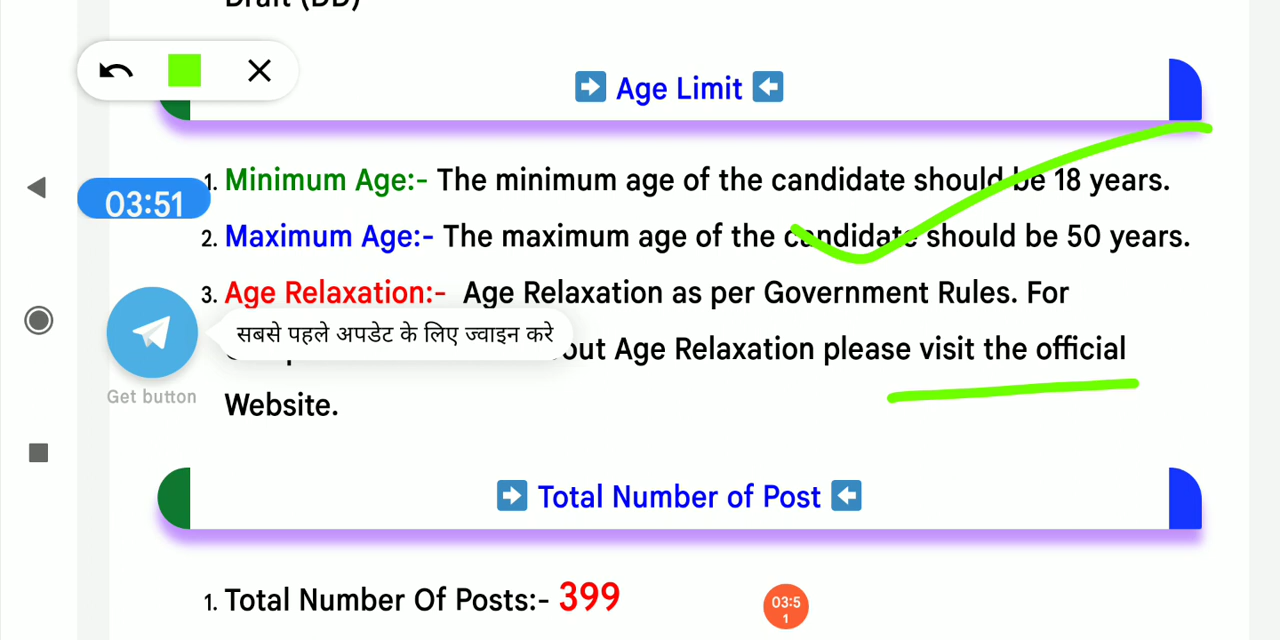 Draft (DD)
Age Limit
1. Minimum Age:- The minimum age of the candidate should be 18 years.
03:51
2. Maximum Age:- The maximum age of the candidate should be 50 years.
3. Age Relaxation:- Age Relaxation as per Government Rules. For
सबसे पहले अपडेट के लिए ज्वाइन करे
out Age Relaxation please visit the official
Get button
Website.
Total Number of Post
1. Total Number Of Posts:- 399
03:5
1